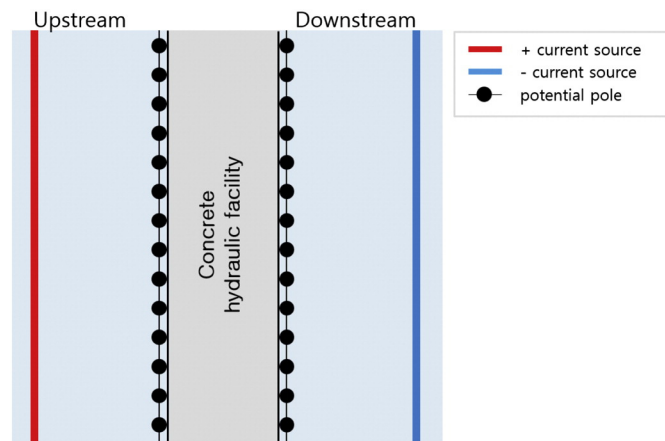 Upstream
Downstream
+ current source
- current source
potential pole
Concrete
hydraulic facility